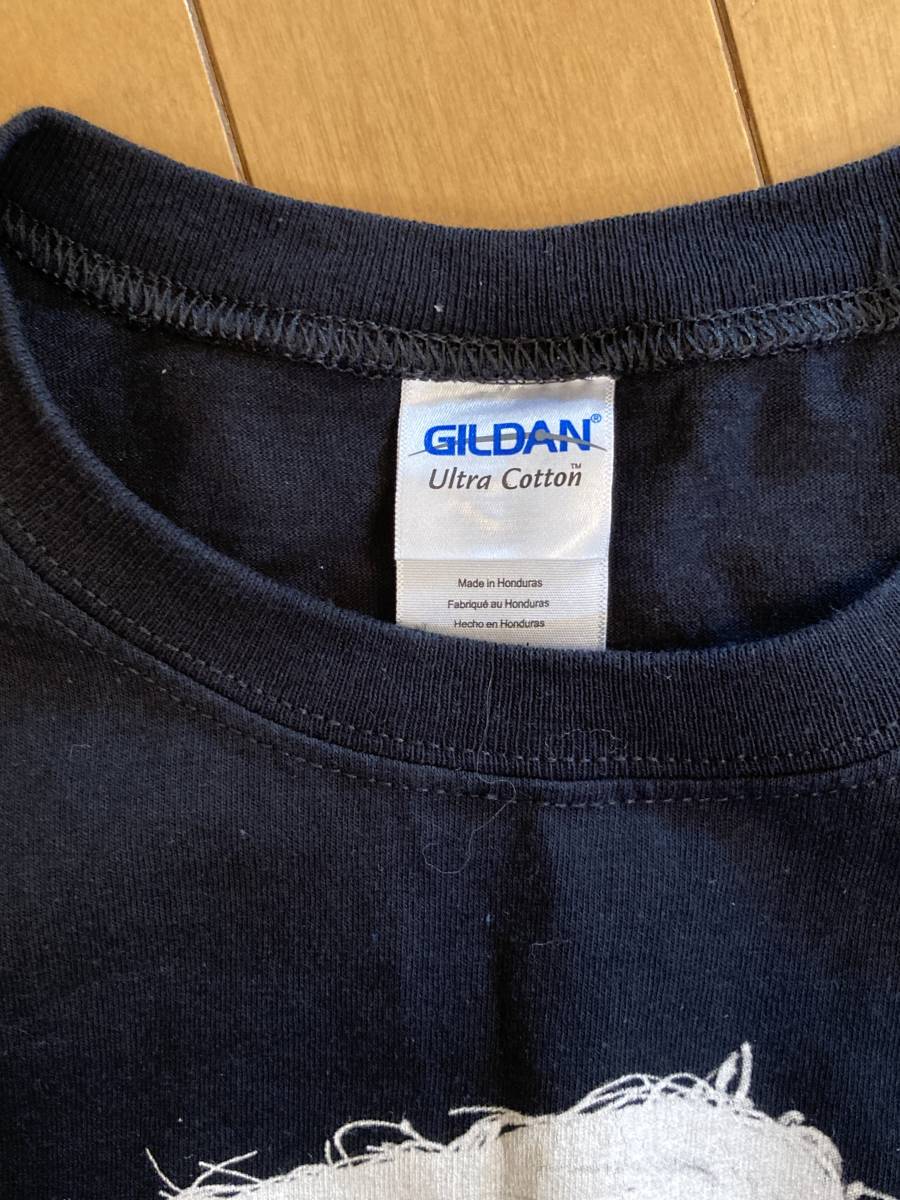 GILDAN®
Ultra Cotton™
Made in Honduras
Fabriqué au Honduras
Hecho en Honduras